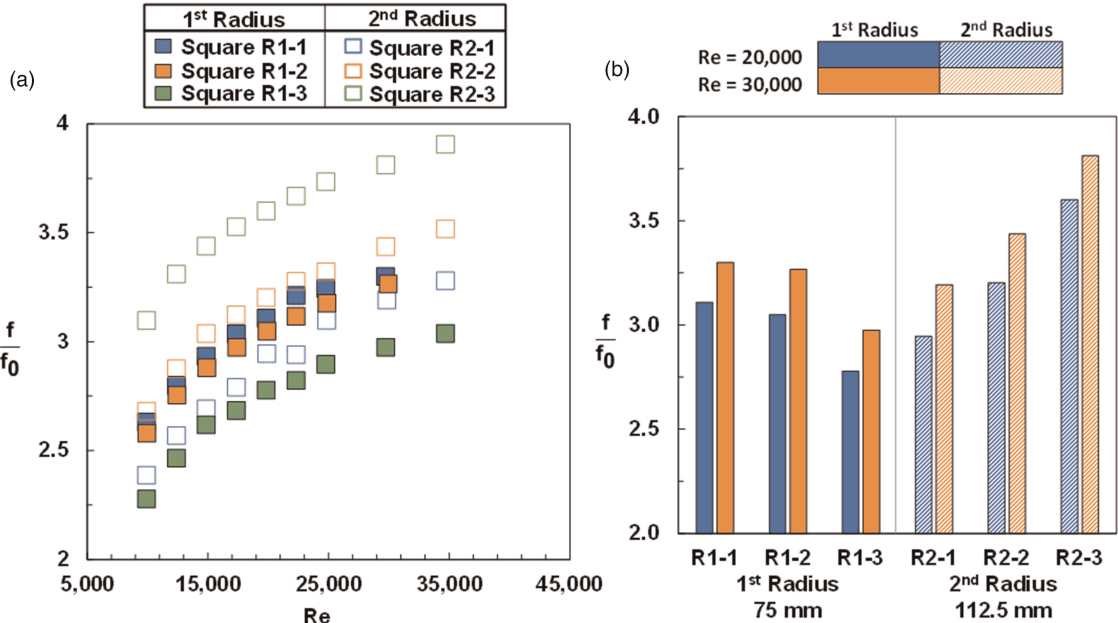 (a)
1st Radius 2nd Radius
Square R1-1 Square R2-1
Square R1-2 Square R2-2
Square R1-3 Square R2-3
4
3.5
3
2.5
2
f
f0
5,000 15,000 25,000 35,000 45,000
Re
(b)
1st Radius 2nd Radius
Re = 20,000
Re = 30,000
4.0
3.5
3.0
2.5
2.0
f
f0
R1-1 R1-2 R1-3 R2-1 R2-2 R2-3
1st Radius 2nd Radius
75 mm 112.5 mm